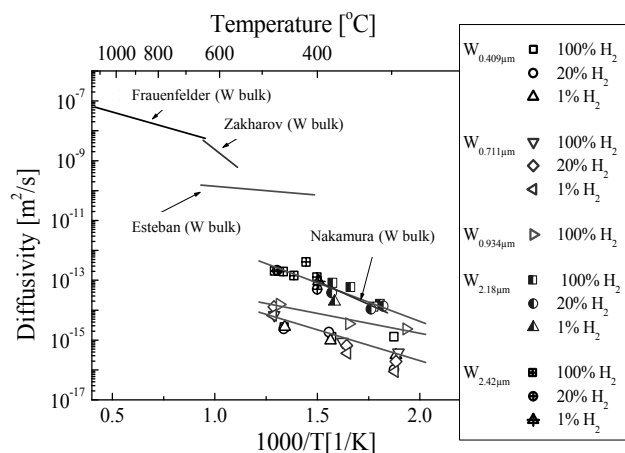 Temperature [°C]
1000 800 600 400
Diffusivity [m²/s]
10⁻⁷
10⁻⁹
10⁻¹¹
10⁻¹³
10⁻¹⁵
10⁻¹⁷
Frauenfelder (W bulk)
Zakharov (W bulk)
Esteban (W bulk)
Nakamura (W bulk)
0.5 1.0 1.5 2.0
1000/T[1/K]
W0.409μm 100% H₂
20% H₂
1% H₂
W0.711μm 100% H₂
20% H₂
1% H₂
W0.934μm 100% H₂
W2.18μm 100% H₂
20% H₂
1% H₂
W2.42μm 100% H₂
20% H₂
1% H₂